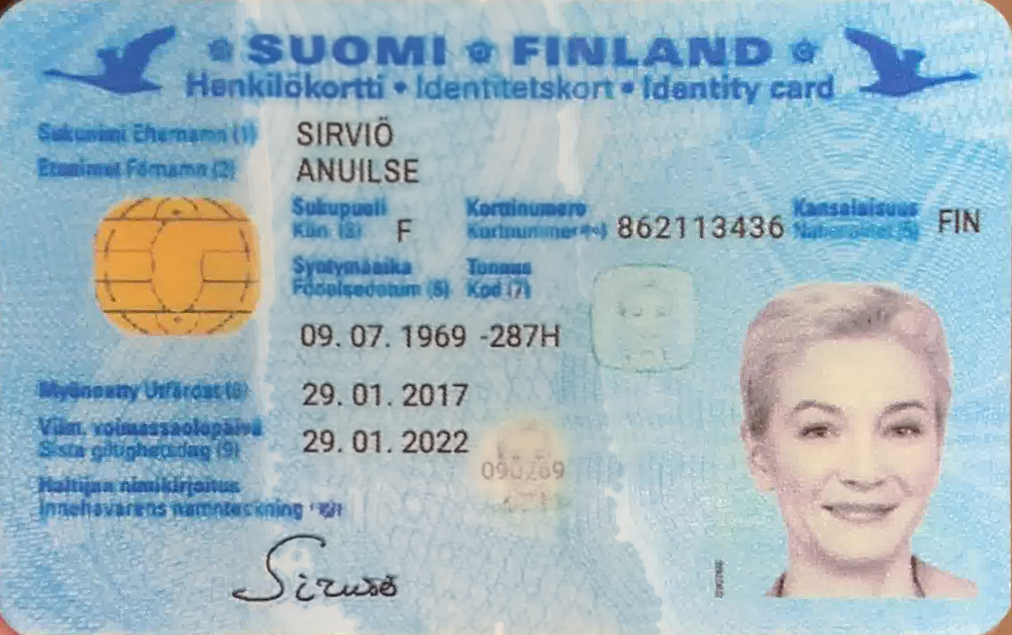 SUOMI FINLAND
Henkilökortti • Identitetskort • Identity card
Sukunimi Efternamn (1) SIRVIÖ
Etunimet Förnamn (2) ANUILSE
Sukupuoli Kortinumero Kansalaisuus
Kön (3) F 862113436 FIN
Syntymäaika Tunnus
Födelsedatum (6) Kod (7)
09. 07. 1969 -287H
Myönnetty Utfärdat (8) 29. 01. 2017
Viim. voimassaolopäivä
Sista giltighetsdag (9) 29. 01. 2022
090769
Haltijan nimikirjoitus
Innehavarens namnteckning